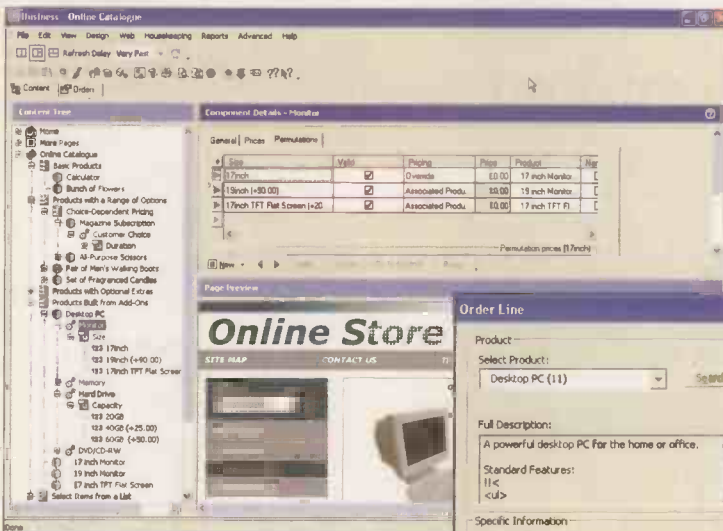 Business Online Catalogue
File Edit View Design Web Housekeeping Reports Advanced Help
Refresh Delay Very Fast
Content Orders
Content Tree
Home
More Pages
Online Catalogue
Basic Products
Calculator
Bunch of Flowers
Products with a Range of Options
Choice-Dependent Pricing
Magazine Subscription
Customer Choice
Duration
All-Purpose Scissors
Pair of Men's Walking Boots
Set of Fragranced Candles
Products with Optional Extras
Products Built from Add-Ons
Desktop PC
Monitor
Size
123 17inch
123 19inch (+90.00)
123 17inch TFT Flat Screen
Memory
Hard Drive
Capacity
123 20GB
123 40GB (+25.00)
123 60GB (+50.00)
DVD/CD-RW
17 inch Monitor
19 inch Monitor
17 inch TFT Flat Screen
Select Items from a List
Done
Component Details - Monitor
General Prices Permutations
Size Valid Pricing Price Product
17inch Override £0.00 17 inch Monitor
19inch (+90.00) Associated Produ £0.00 19 inch Monitor
17inch TFT Flat Screen (+20 Associated Produ £0.00 17 inch TFT Fl
Permutation prices [17inch]
New
Page Preview
Online Store
SITE MAP CONTACT US
Order Line
Product
Select Product:
Desktop PC (11)
Full Description:
A powerful desktop PC for the home or office.
Standard Features:
!!<
<ul>
Specific Information